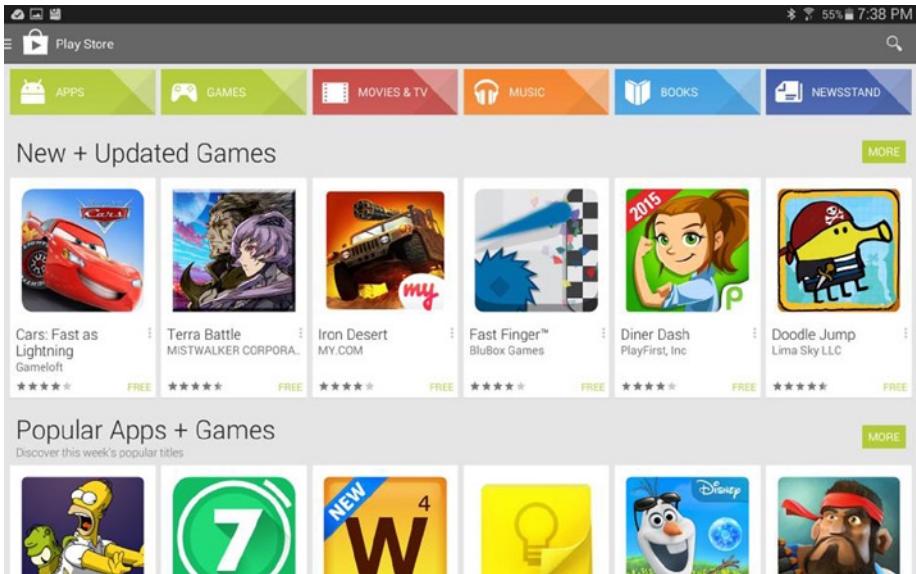 55% 7:38 PM
Play Store
APPS
GAMES
MOVIES & TV
MUSIC
BOOKS
NEWSSTAND
New + Updated Games
MORE
Cars
my
2015
P
Cars: Fast as
Lightning
Gameloft
FREE
Terra Battle
MISTWALKER CORPORA..
FREE
Iron Desert
MY.COM
FREE
Fast Finger™
BluBox Games
FREE
Diner Dash
PlayFirst, Inc
FREE
Doodle Jump
Lima Sky LLC
FREE
Popular Apps + Games
MORE
Discover this week's popular titles
7
NEW
W
4
Disney